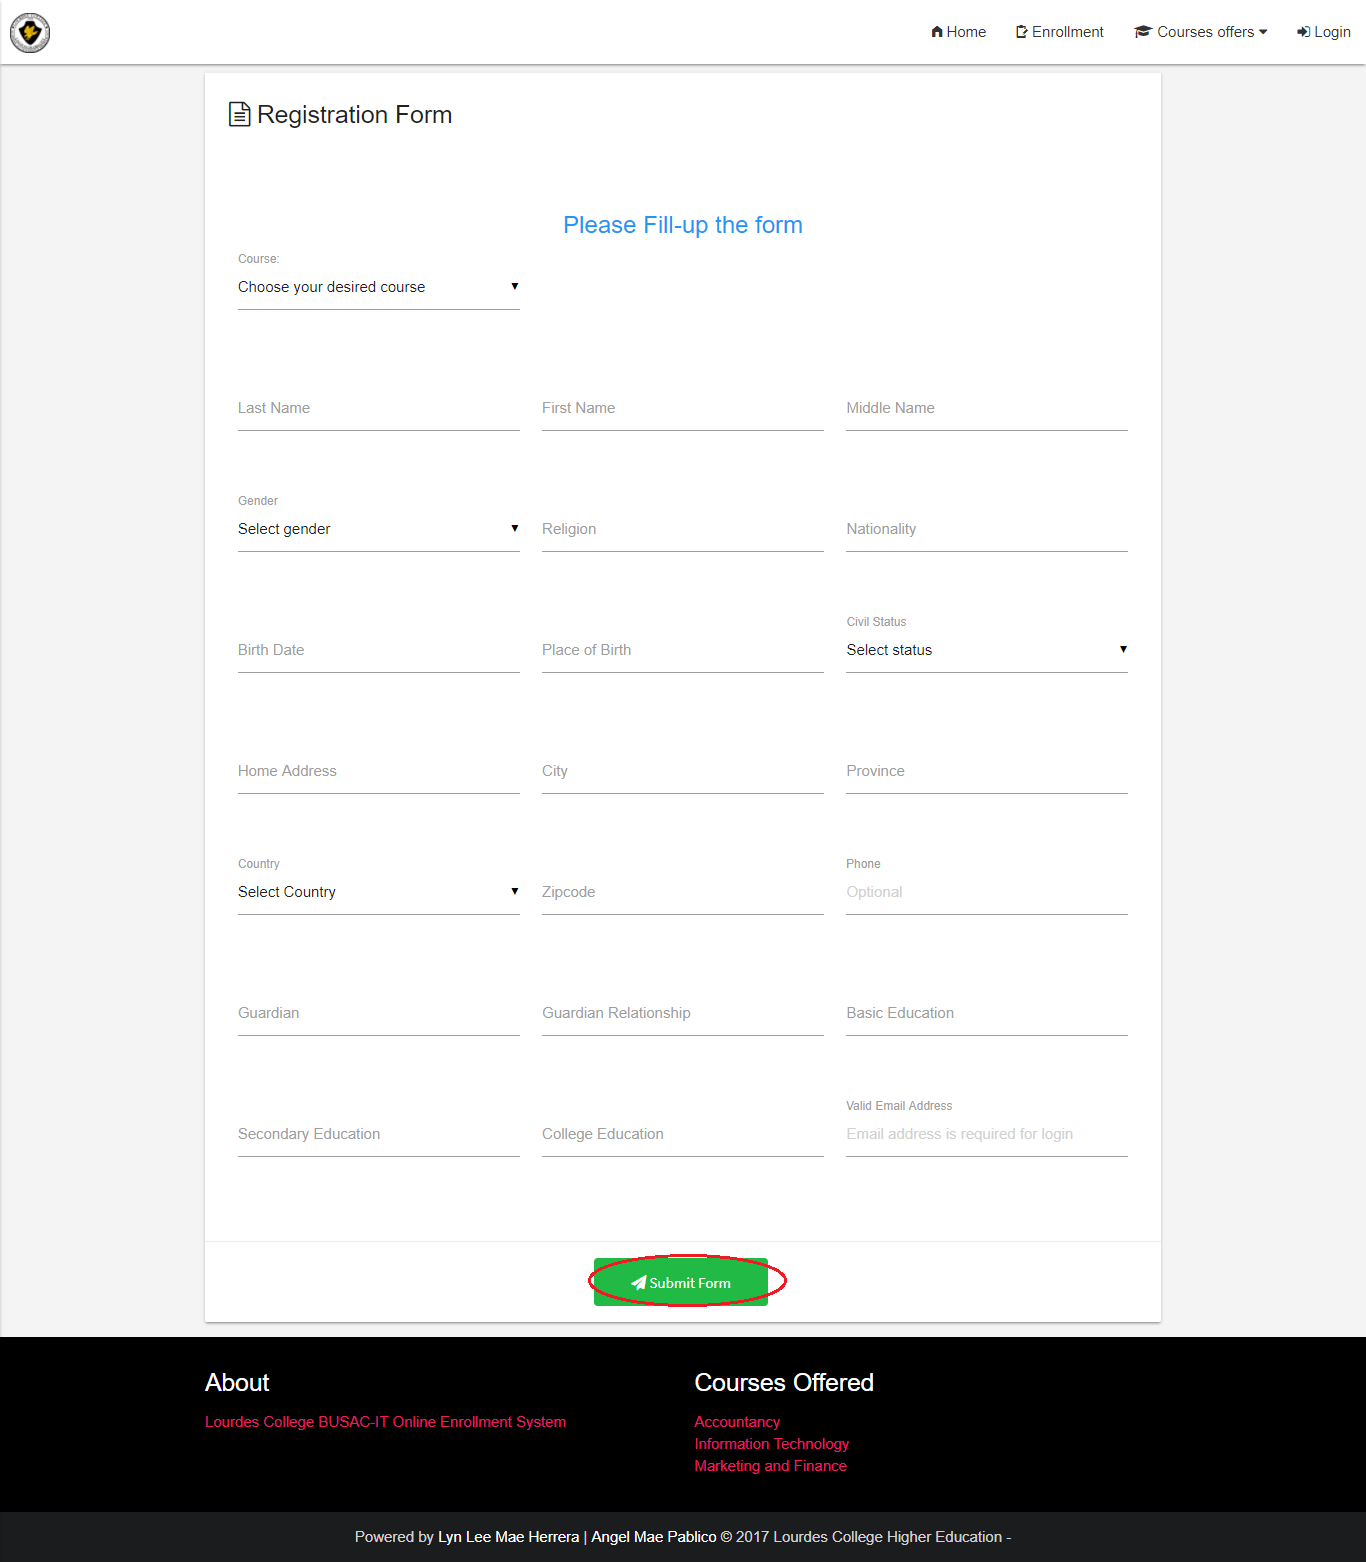 Home Enrollment Courses offers Login
Registration Form
Please Fill-up the form
Course:
Choose your desired course
Last Name First Name Middle Name
Gender
Select gender Religion Nationality
Civil Status
Birth Date Place of Birth Select status
Home Address City Province
Country Phone
Select Country Zipcode Optional
Guardian Guardian Relationship Basic Education
Valid Email Address
Secondary Education College Education Email address is required for login
Submit Form
About
Lourdes College BUSAC-IT Online Enrollment System
Courses Offered
Accountancy
Information Technology
Marketing and Finance
Powered by Lyn Lee Mae Herrera | Angel Mae Pablico © 2017 Lourdes College Higher Education -